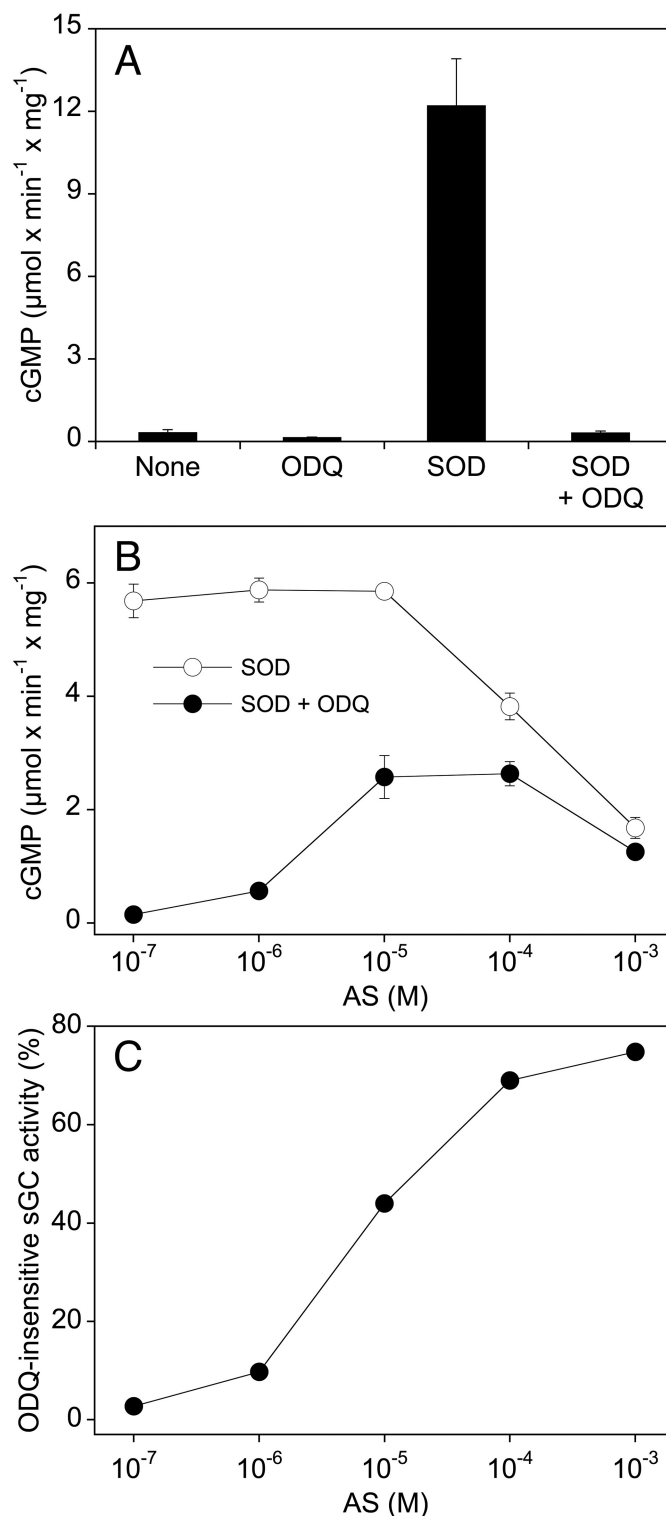 A
cGMP (µmol x min⁻¹ x mg⁻¹)
15
12
9
6
3
0
None ODQ SOD SOD
+ ODQ
B
cGMP (µmol x min⁻¹ x mg⁻¹)
6
4
2
0
SOD
SOD + ODQ
10⁻⁷ 10⁻⁶ 10⁻⁵ 10⁻⁴ 10⁻³
AS (M)
C
ODQ-insensitive sGC activity (%)
80
60
40
20
0
10⁻⁷ 10⁻⁶ 10⁻⁵ 10⁻⁴ 10⁻³
AS (M)